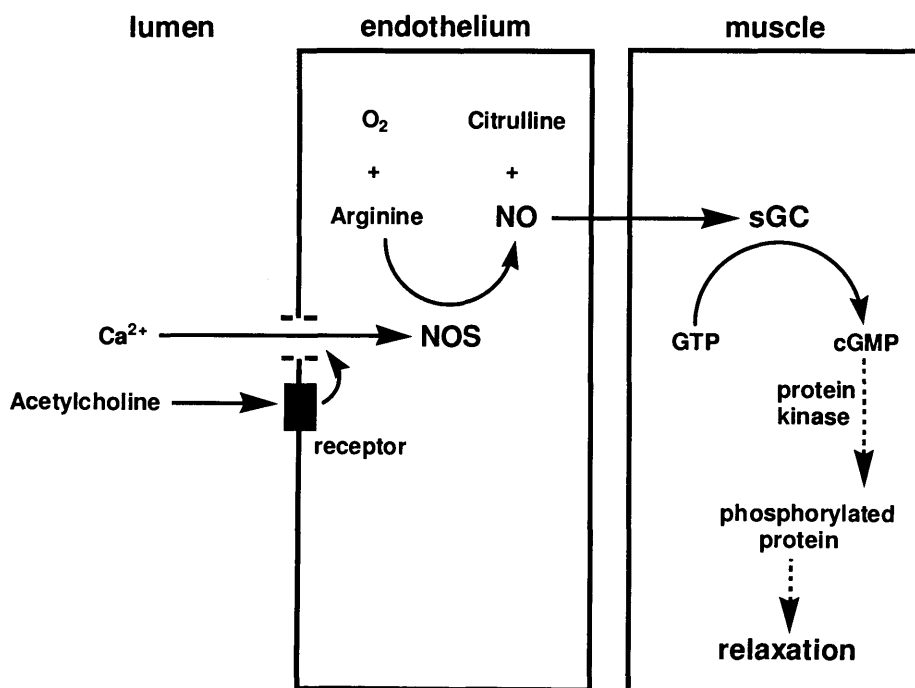 lumen endothelium muscle
O₂ Citrulline
+ +
Arginine NO sGC
Ca²⁺ NOS GTP cGMP
Acetylcholine
receptor
protein
kinase
phosphorylated
protein
relaxation